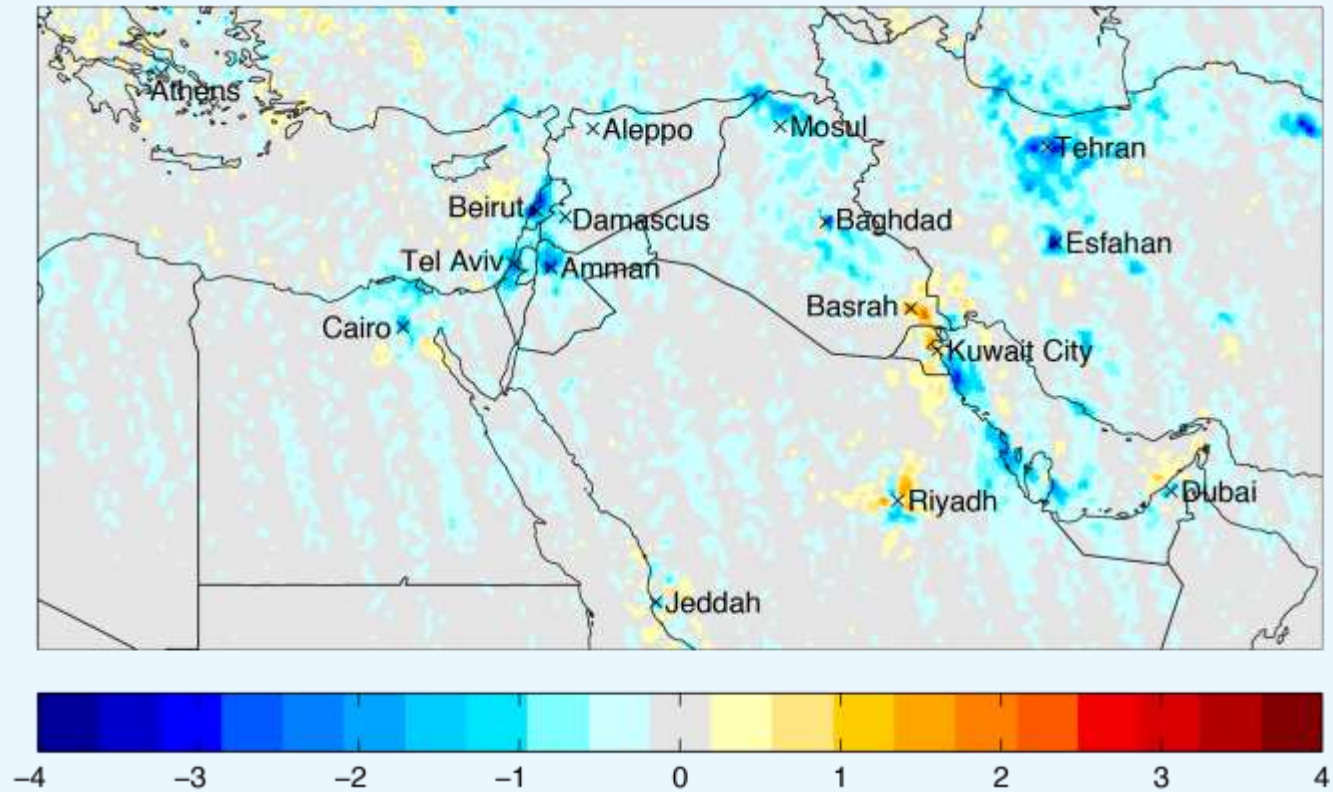 Athens
Aleppo
Mosul
Tehran
Beirut
Damascus
Baghdad
Esfahan
Tel Aviv
Amman
Basrah
Cairo
Kuwait City
Riyadh
Dubai
Jeddah
−4 −3 −2 −1 0 1 2 3 4